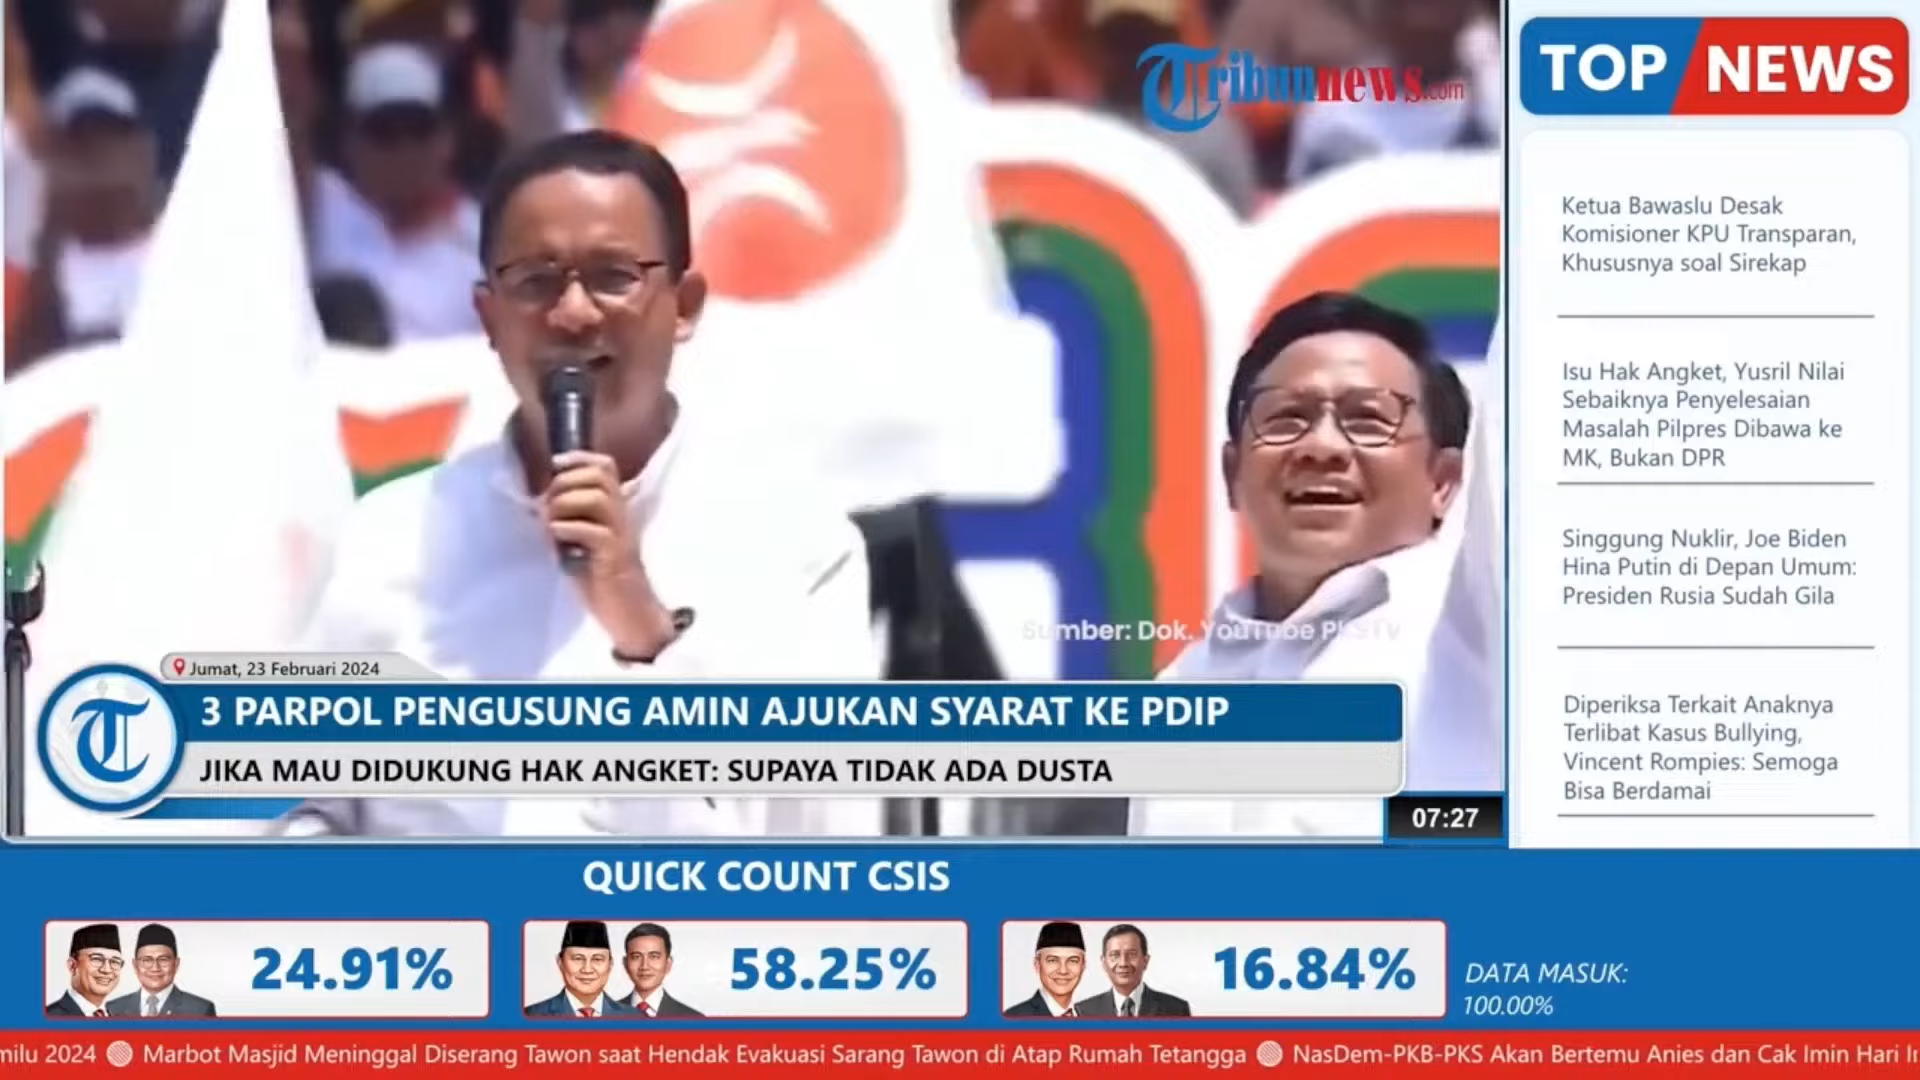 Tribunnews.com
TOP NEWS
Ketua Bawaslu Desak
Komisioner KPU Transparan,
Khususnya soal Sirekap
Isu Hak Angket, Yusril Nilai
Sebaiknya Penyelesaian
Masalah Pilpres Dibawa ke
MK, Bukan DPR
Singgung Nuklir, Joe Biden
Hina Putin di Depan Umum:
Presiden Rusia Sudah Gila
Diperiksa Terkait Anaknya
Terlibat Kasus Bullying,
Vincent Rompies: Semoga
Bisa Berdamai
Sumber: Dok. YouTube PKSTV
Jumat, 23 Februari 2024
3 PARPOL PENGUSUNG AMIN AJUKAN SYARAT KE PDIP
JIKA MAU DIDUKUNG HAK ANGKET: SUPAYA TIDAK ADA DUSTA
07:27
QUICK COUNT CSIS
24.91%
58.25%
16.84%
DATA MASUK:
100.00%
milu 2024 Marbot Masjid Meninggal Diserang Tawon saat Hendak Evakuasi Sarang Tawon di Atap Rumah Tetangga NasDem-PKB-PKS Akan Bertemu Anies dan Cak Imin Hari